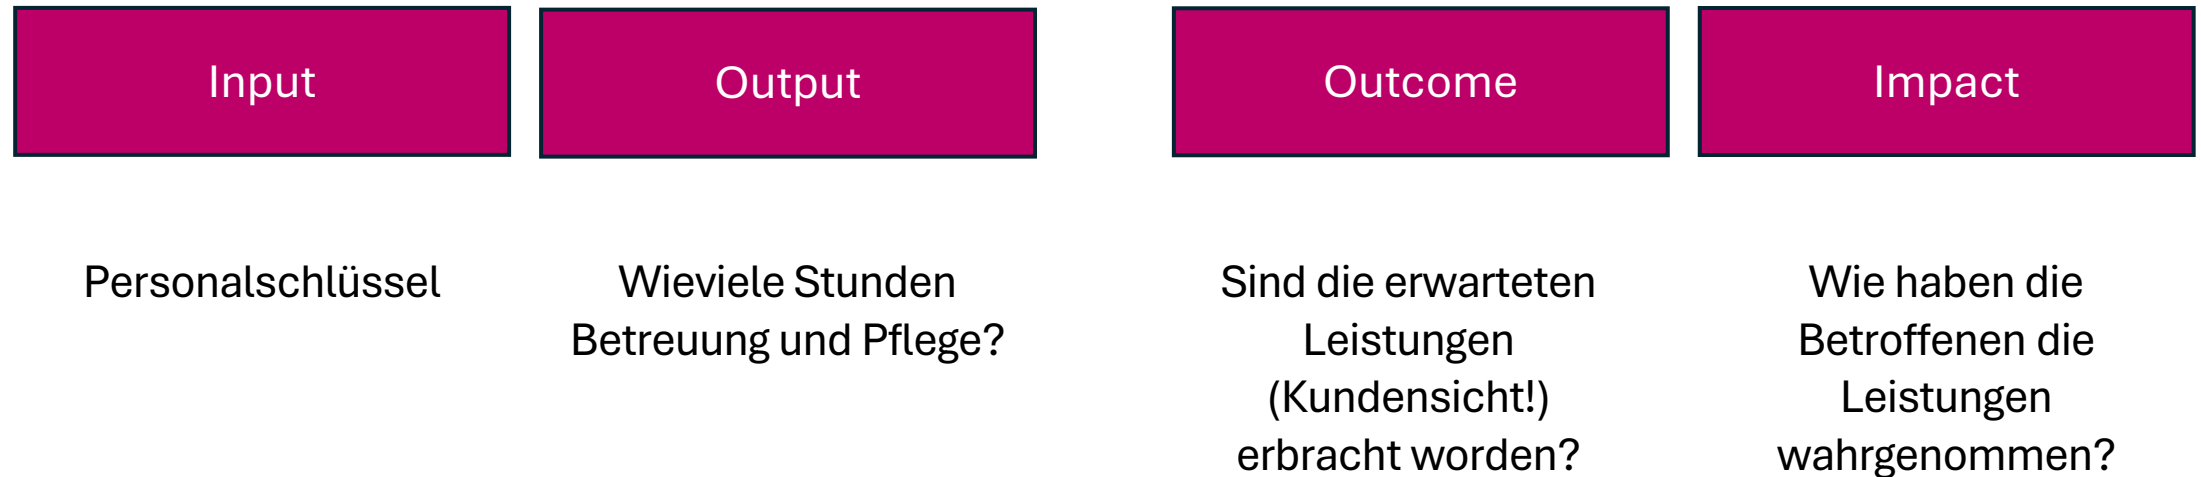 Input
Output
Outcome
Impact
Personalschlüssel
Wieviele Stunden
Betreuung und Pflege?
Sind die erwarteten
Leistungen
(Kundensicht!)
erbracht worden?
Wie haben die
Betroffenen die
Leistungen
wahrgenommen?